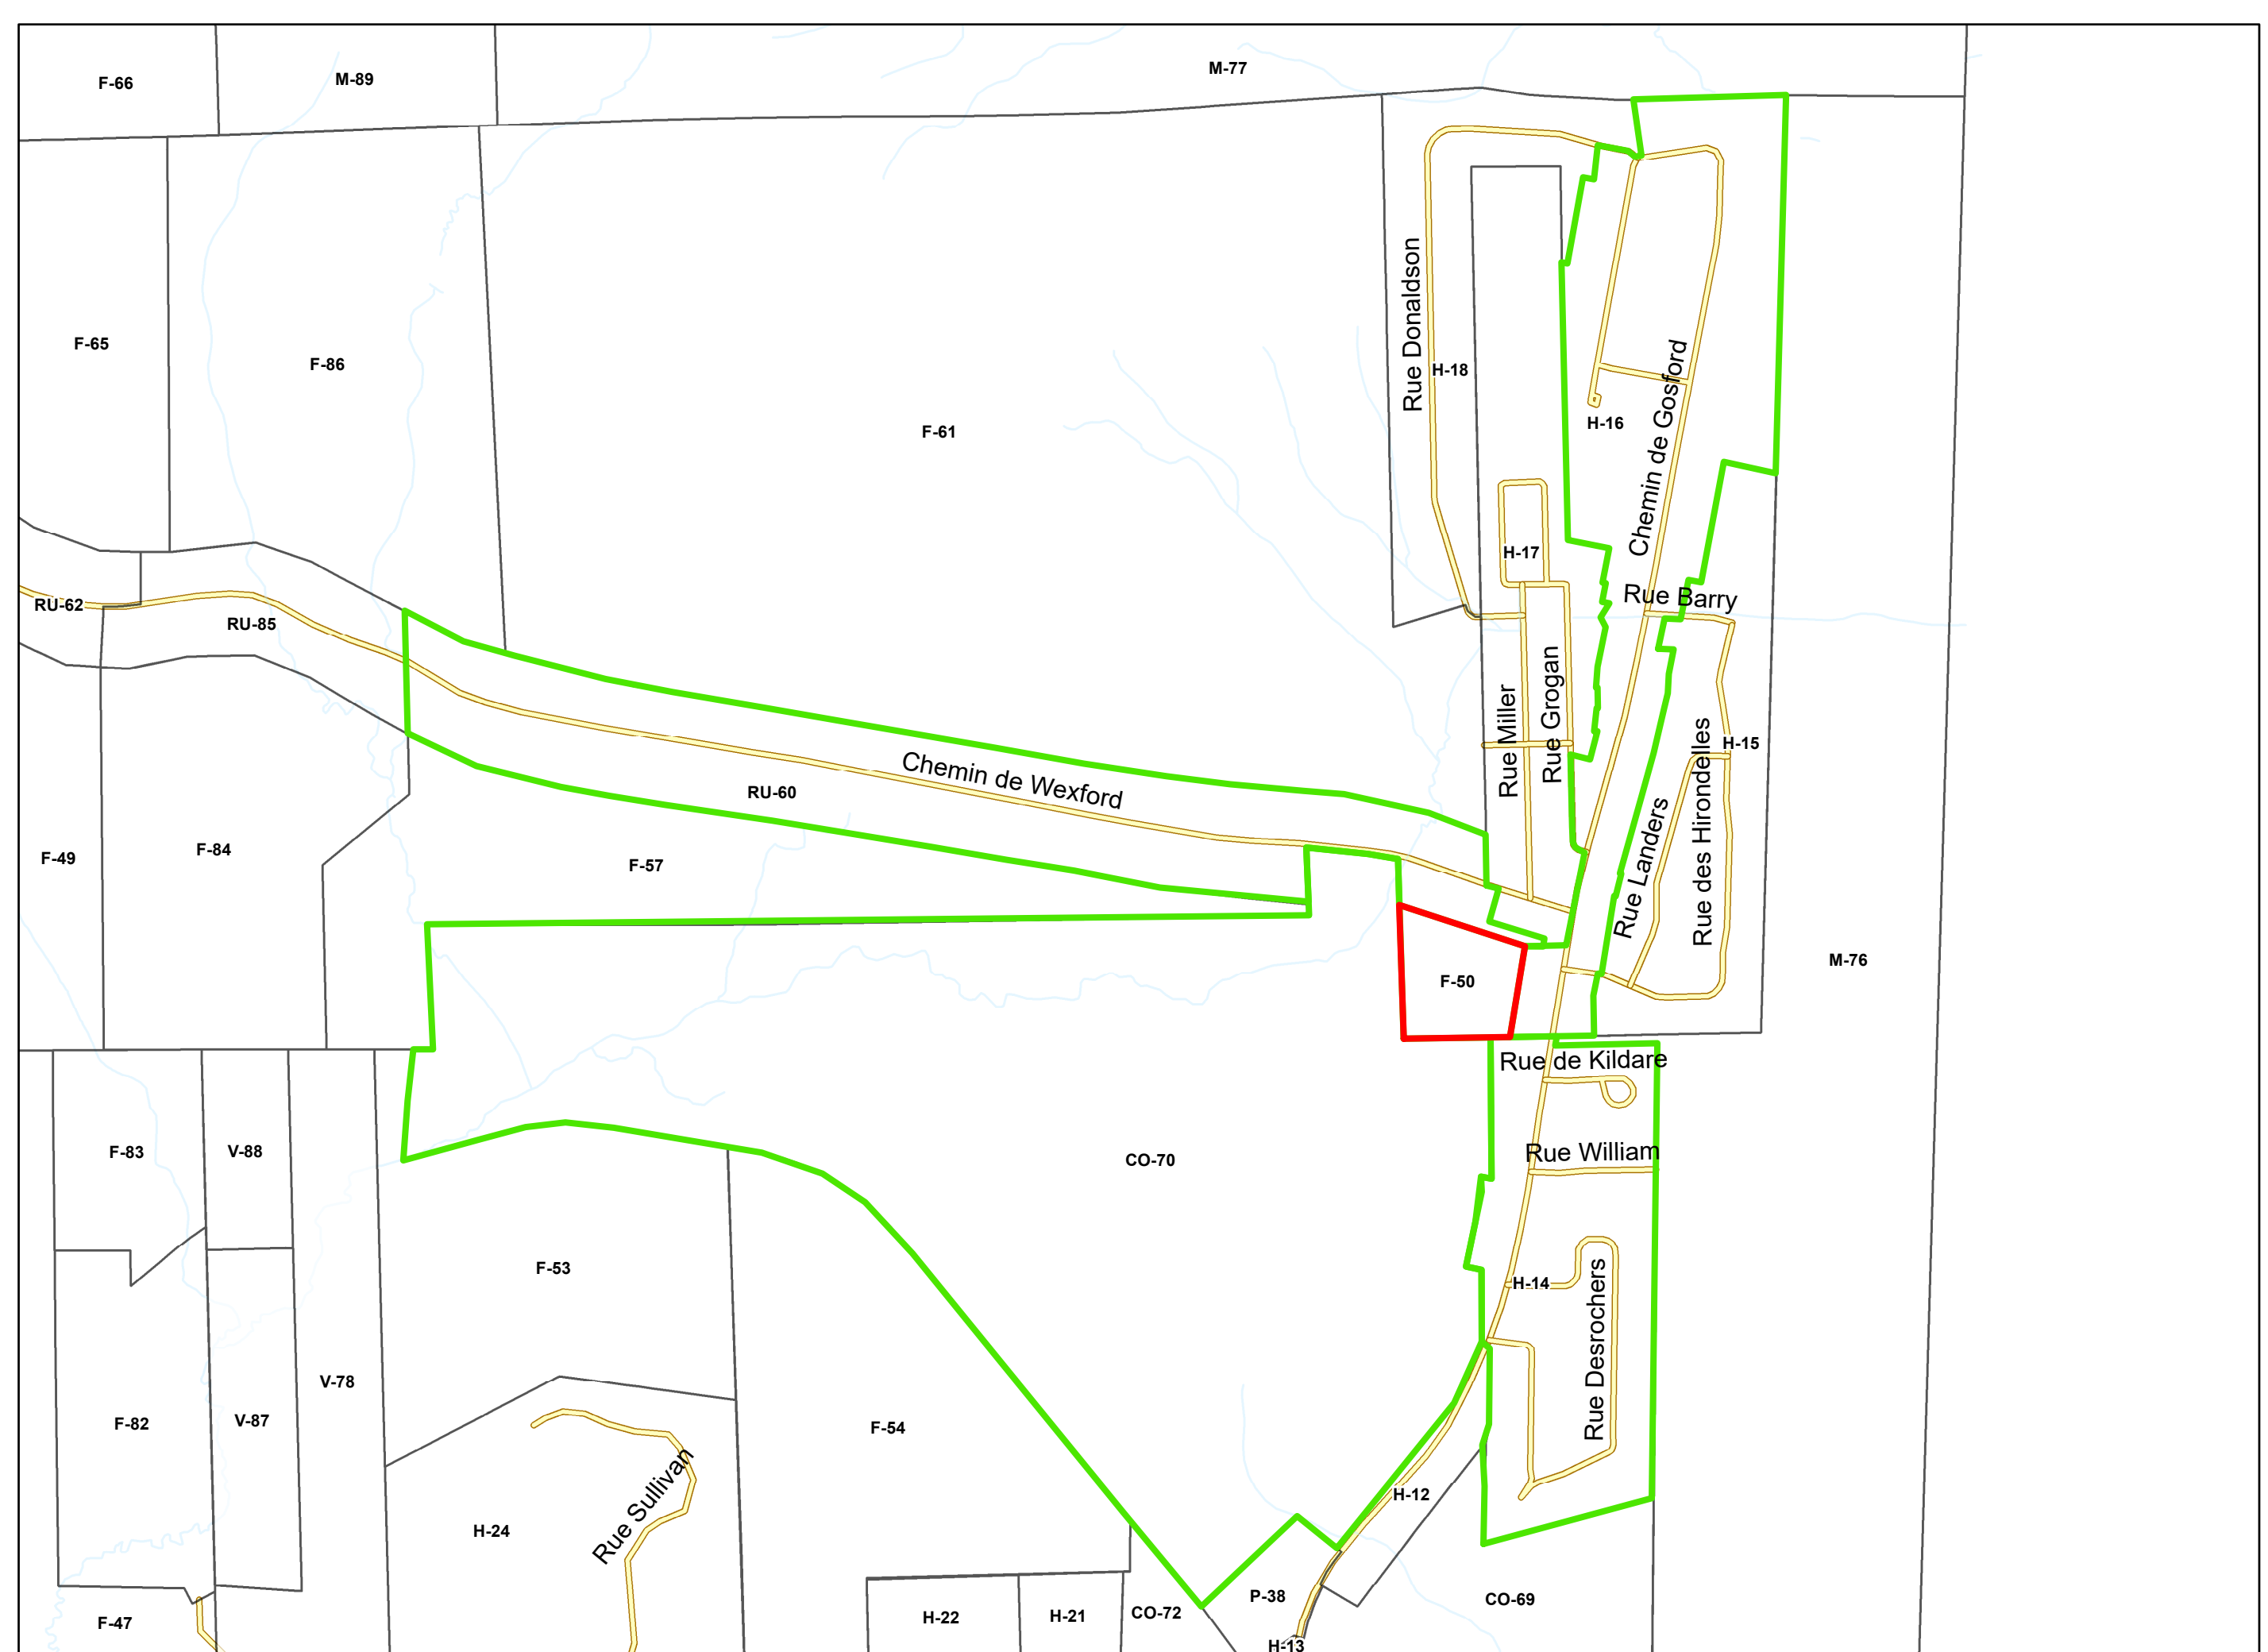 M-77
M-89
F-66
Rue Donaldson
F-65
F-86
H-18
H-16
Chemin de Gosford
F-61
H-17
Rue Barry
RU-62
RU-85
Rue Miller
Rue Grogan
H-15
Rue des Hirondelles
Chemin de Wexford
RU-60
Rue Landers
F-49
F-84
F-57
M-76
F-50
Rue de Kildare
F-83
V-88
CO-70
Rue William
F-53
H-14
Rue Desrochers
V-78
F-82
V-87
F-54
Rue Sullivan
H-12
H-24
P-38
CO-69
CO-72
H-22
H-21
F-47
H-13